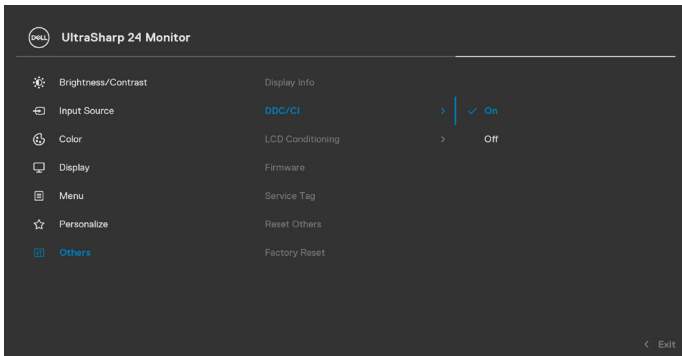 DELL
UltraSharp 24 Monitor
Brightness/Contrast
Display Info
Input Source
DDC/CI
On
Color
LCD Conditioning
Off
Display
Firmware
Menu
Service Tag
Personalize
Reset Others
Others
Factory Reset
Exit